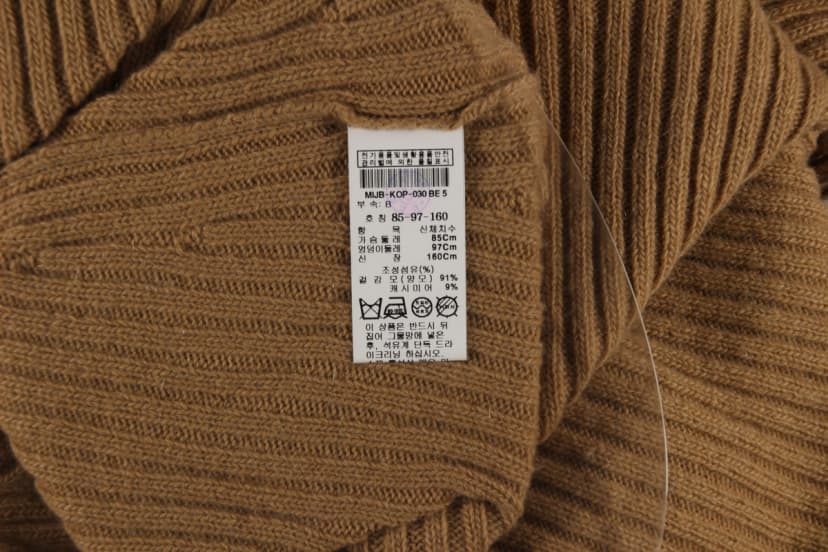 전기용품및생활용품안전
관리법에 의한 품질표시
MIJB-KOP-030 BE 5
부 속: B
호 칭 85-97-160
항 목 신체치수
가슴둘레 85Cm
엉덩이둘레 97Cm
신 장 160Cm
조성섬유(%)
겉 감 모(양모) 91%
캐시미어 9%
이 상품은 반드시 뒤
집어 그물망에 넣은
후, 석유계 단독 드라
이크리닝 하십시오.